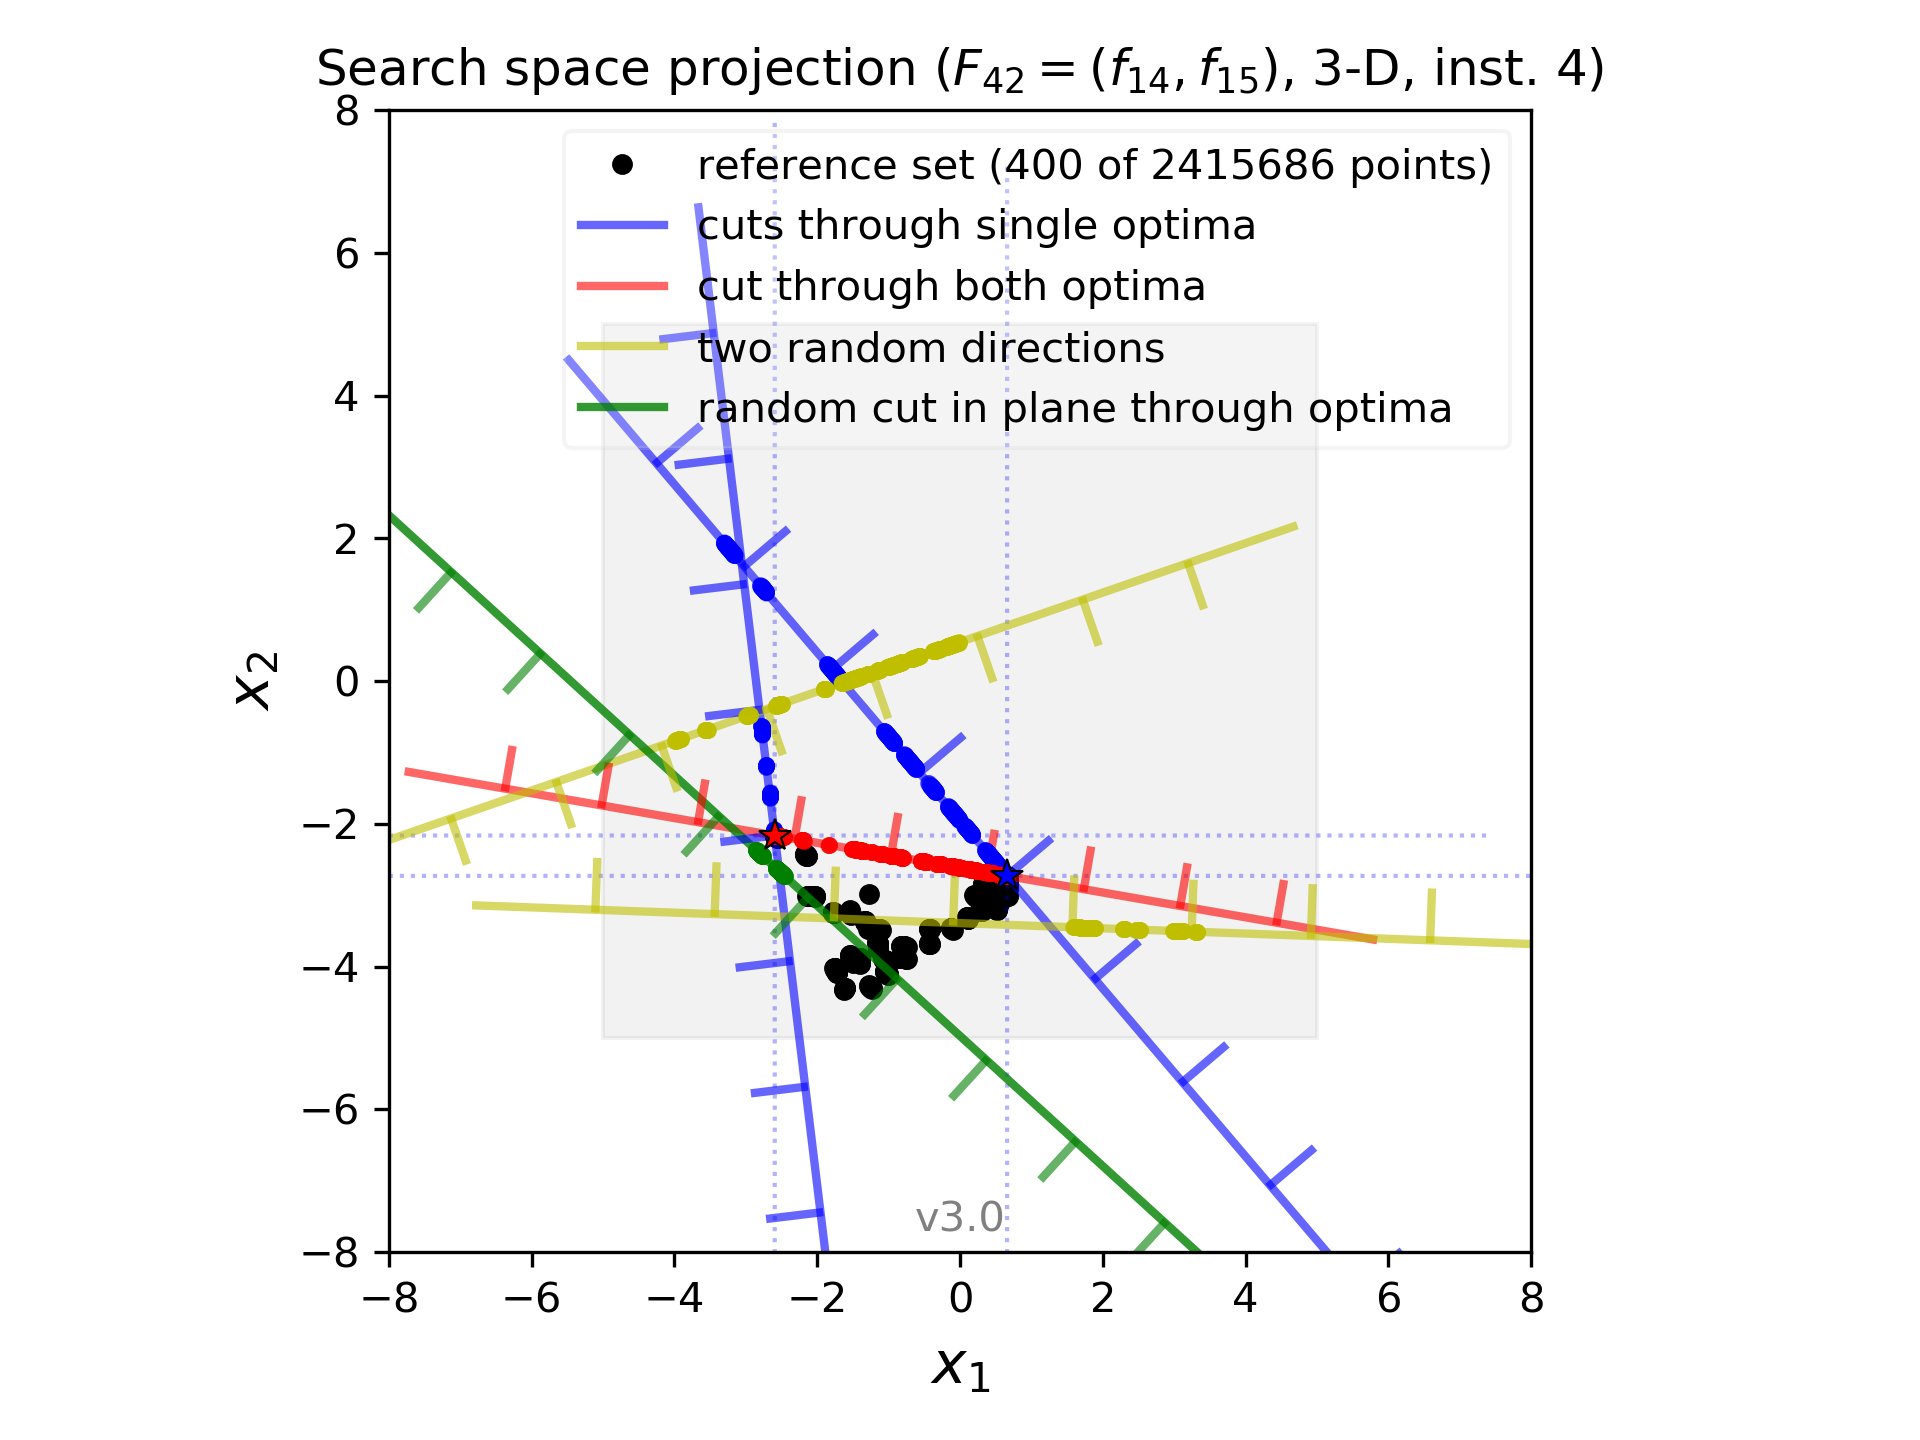 Search space projection (F42 = (f14, f15), 3-D, inst. 4)
reference set (400 of 2415686 points)
cuts through single optima
cut through both optima
two random directions
random cut in plane through optima
8
6
4
2
0
−2
−4
−6
−8
x2
v3.0
−8 −6 −4 −2 0 2 4 6 8
x1